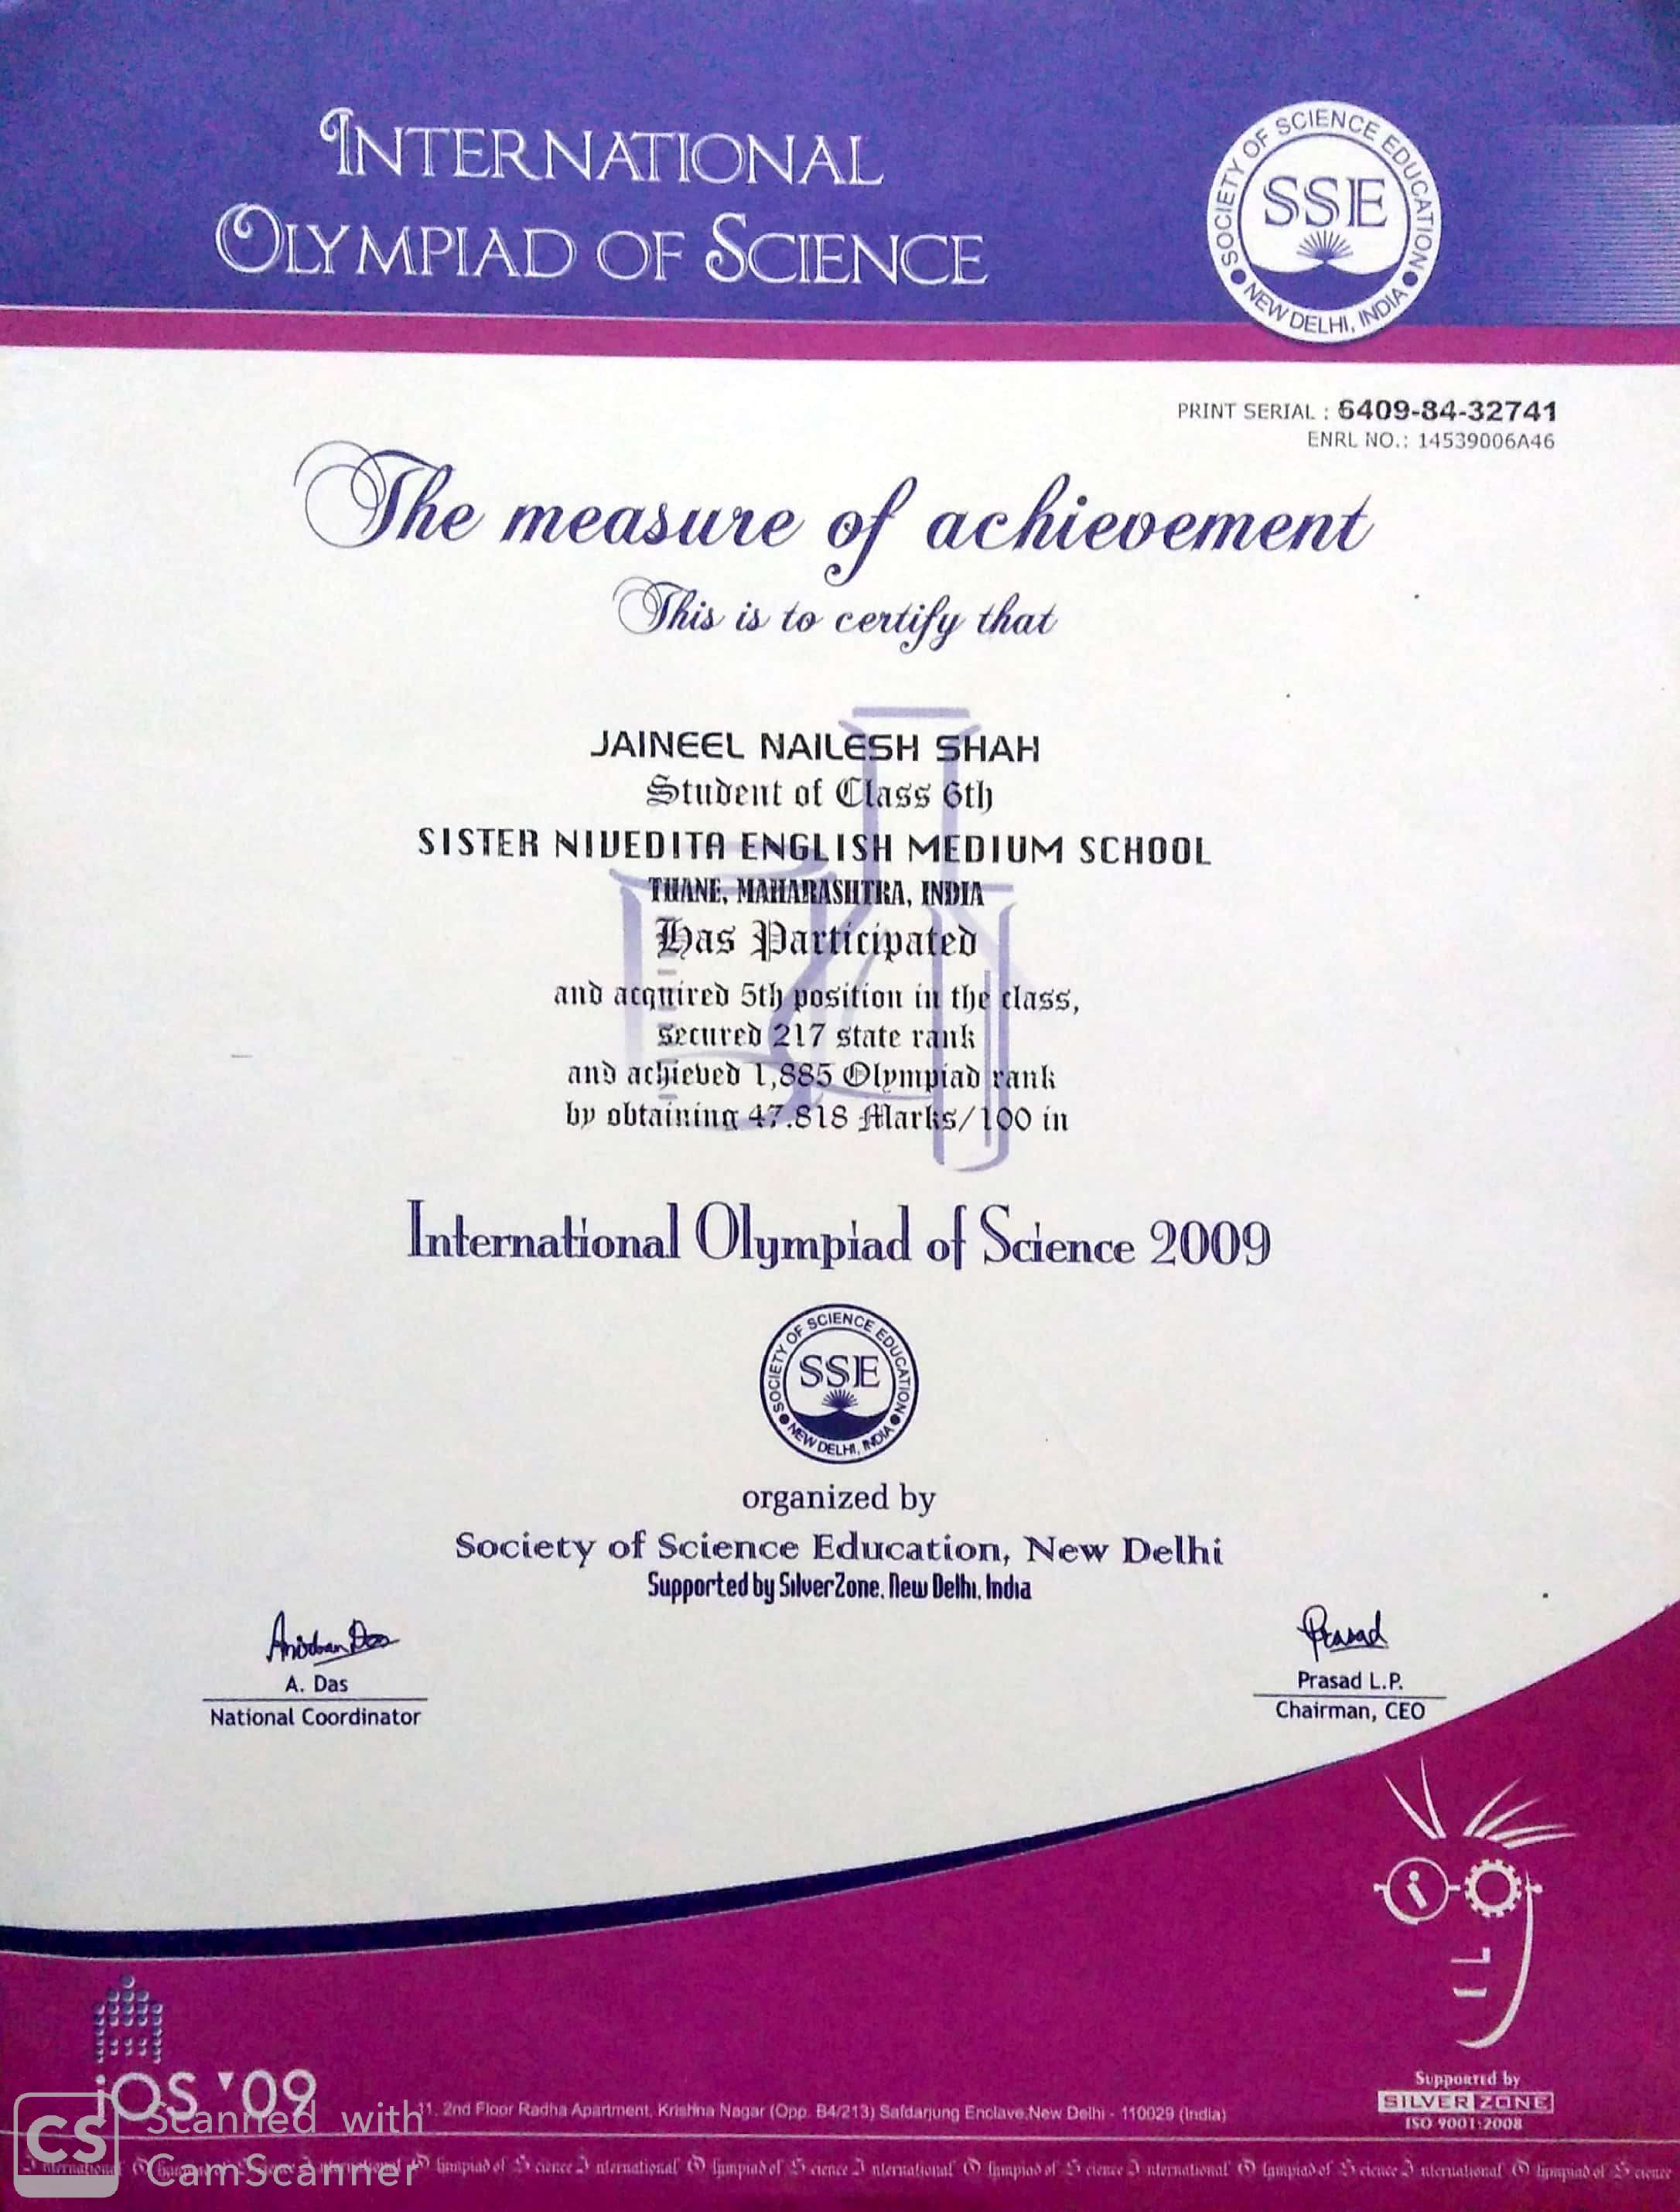 INTERNATIONAL
OLYMPIAD OF SCIENCE
SOCIETY OF SCIENCE EDUCATION
SSE
NEW DELHI, INDIA
PRINT SERIAL : 6409-84-32741
ENRL NO.: 14539006A46
The measure of achievement
This is to certify that
JAINEEL NAILESH SHAH
Student of Class 6th
SISTER NIVEDITA ENGLISH MEDIUM SCHOOL
THANE, MAHARASHTRA, INDIA
Has Participated
and acquired 5th position in the class,
secured 217 state rank
and achieved 1,885 Olympiad rank
by obtaining 47.818 Marks/100 in
International Olympiad of Science 2009
SOCIETY OF SCIENCE EDUCATION
SSE
NEW DELHI, INDIA
organized by
Society of Science Education, New Delhi
Supported by SilverZone, New Delhi, India
Anirban Das
A. Das
National Coordinator
Prasad
Prasad L.P.
Chairman, CEO
iOS '09
Supported by
SILVER ZONE
ISO 9001:2008
2nd Floor Radha Apartment, Krishna Nagar (Opp. B4/213) Safdarjung Enclave,New Delhi - 110029 (India)
CS Scanned with
CamScanner
International Olympiad of Science International Olympiad of Science International Olympiad of Science International Olympiad of Science International Olympiad of Science International Olympiad of Science